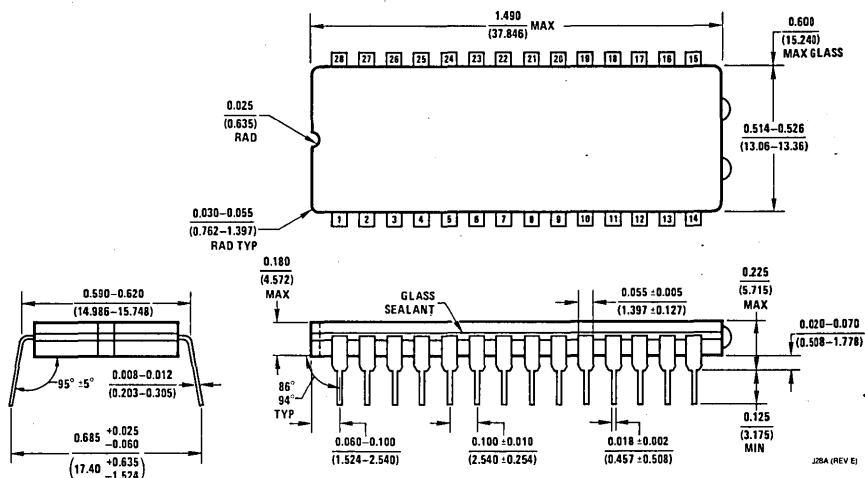 1.490
(37.846)
MAX
0.600
(15.240)
MAX GLASS
28 27 26 25 24 23 22 21 20 19 18 17 16 15
0.025
(0.635)
RAD
0.514–0.526
(13.06–13.36)
0.030–0.055
(0.762–1.397)
RAD TYP
1 2 3 4 5 6 7 8 9 10 11 12 13 14
0.590–0.620
(14.986–15.748)
0.180
(4.572)
MAX
GLASS
SEALANT
0.055 ±0.005
(1.397 ±0.127)
0.225
(5.715)
MAX
0.020–0.070
(0.508–1.778)
95° ±5°
0.008–0.012
(0.203–0.305)
86°
94°
TYP
0.685 +0.025
−0.060
(17.40 +0.635
−1.524)
0.060–0.100
(1.524–2.540)
0.100 ±0.010
(2.540 ±0.254)
0.018 ±0.002
(0.457 ±0.508)
0.125
(3.175)
MIN
J28A (REV E)